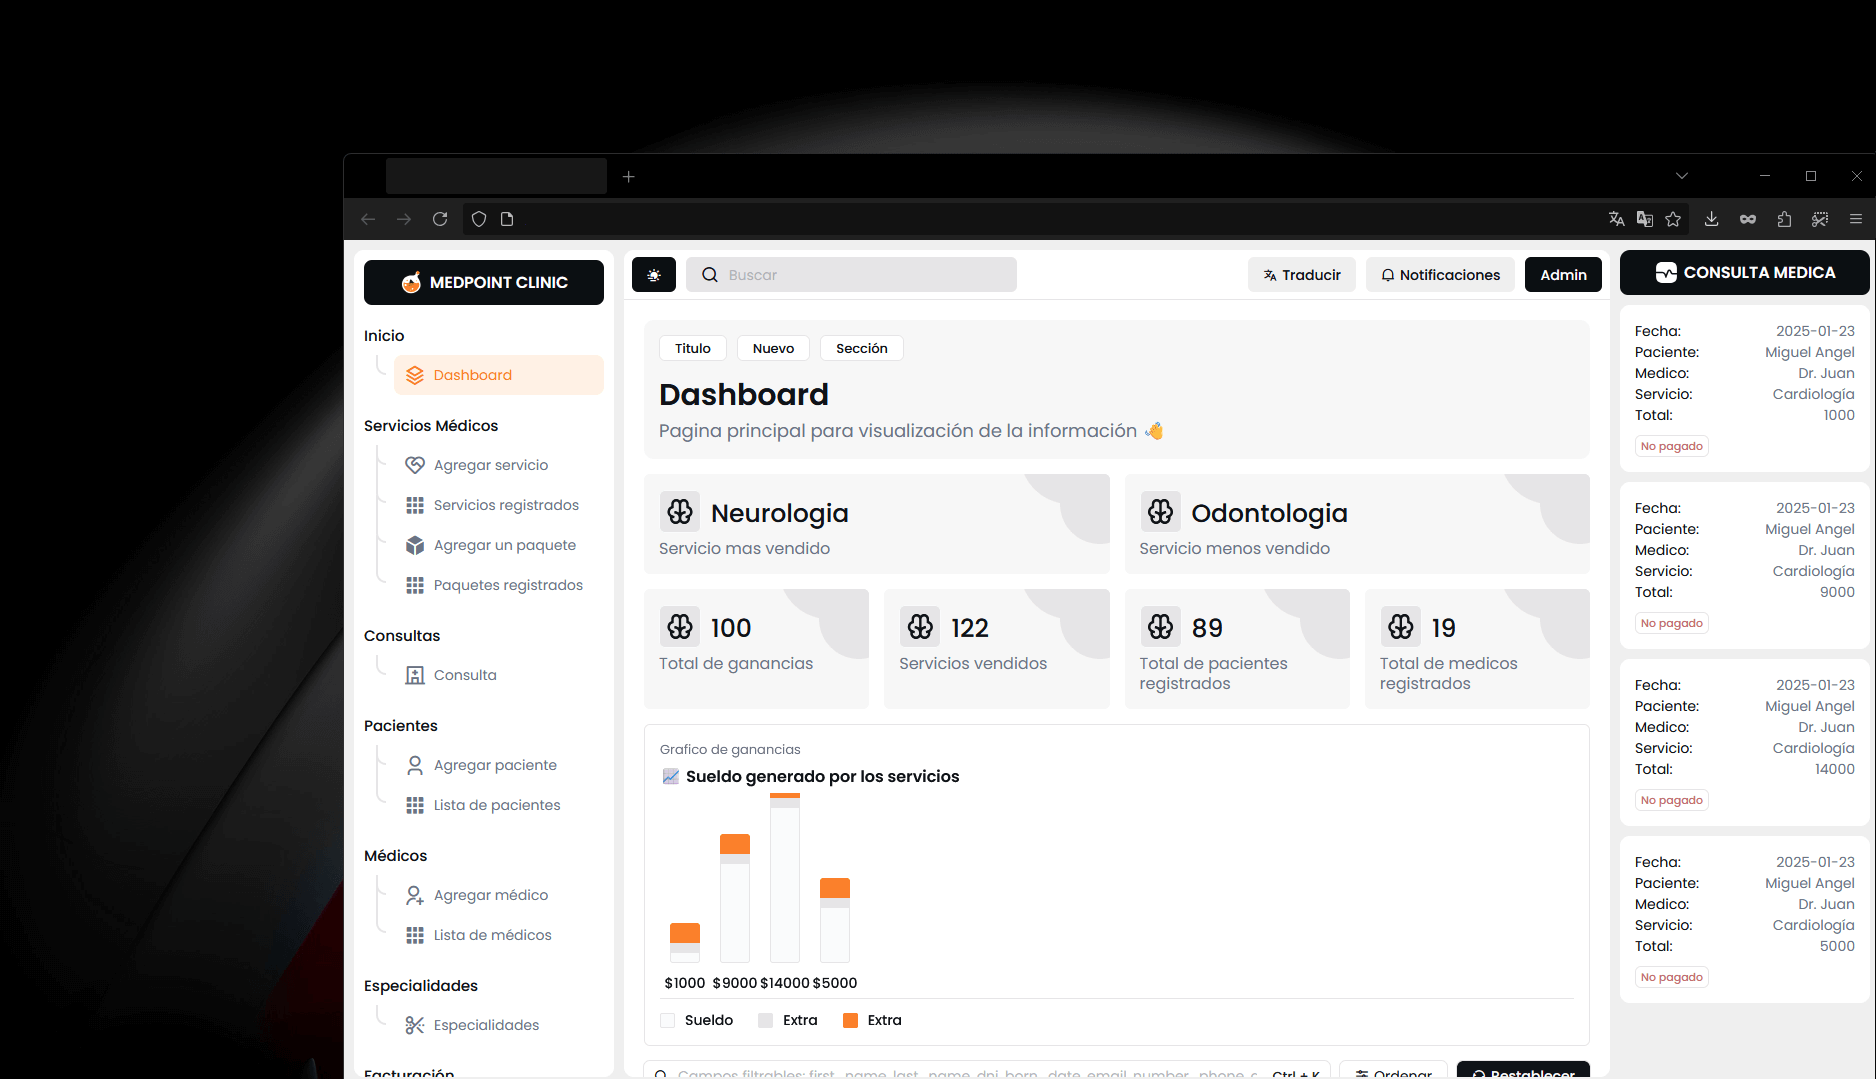 MEDPOINT CLINIC
Inicio
Dashboard
Servicios Médicos
Agregar servicio
Servicios registrados
Agregar un paquete
Paquetes registrados
Consultas
Consulta
Pacientes
Agregar paciente
Lista de pacientes
Médicos
Agregar médico
Lista de médicos
Especialidades
Especialidades
Facturación
Buscar
Traducir
Notificaciones
Admin
Titulo
Nuevo
Sección
Dashboard
Pagina principal para visualización de la información 👋
Neurologia
Servicio mas vendido
Odontologia
Servicio menos vendido
100
Total de ganancias
122
Servicios vendidos
89
Total de pacientes
registrados
19
Total de medicos
registrados
Grafico de ganancias
📈 Sueldo generado por los servicios
$1000 $9000 $14000 $5000
Sueldo Extra Extra
Campos filtrables: first_name,last_name,dni,born_date,email,number_phone,
Ctrl + K
Ordenar
Restablecer
CONSULTA MEDICA
Fecha: 2025-01-23
Paciente: Miguel Angel
Medico: Dr. Juan
Servicio: Cardiología
Total: 1000
No pagado
Fecha: 2025-01-23
Paciente: Miguel Angel
Medico: Dr. Juan
Servicio: Cardiología
Total: 9000
No pagado
Fecha: 2025-01-23
Paciente: Miguel Angel
Medico: Dr. Juan
Servicio: Cardiología
Total: 14000
No pagado
Fecha: 2025-01-23
Paciente: Miguel Angel
Medico: Dr. Juan
Servicio: Cardiología
Total: 5000
No pagado